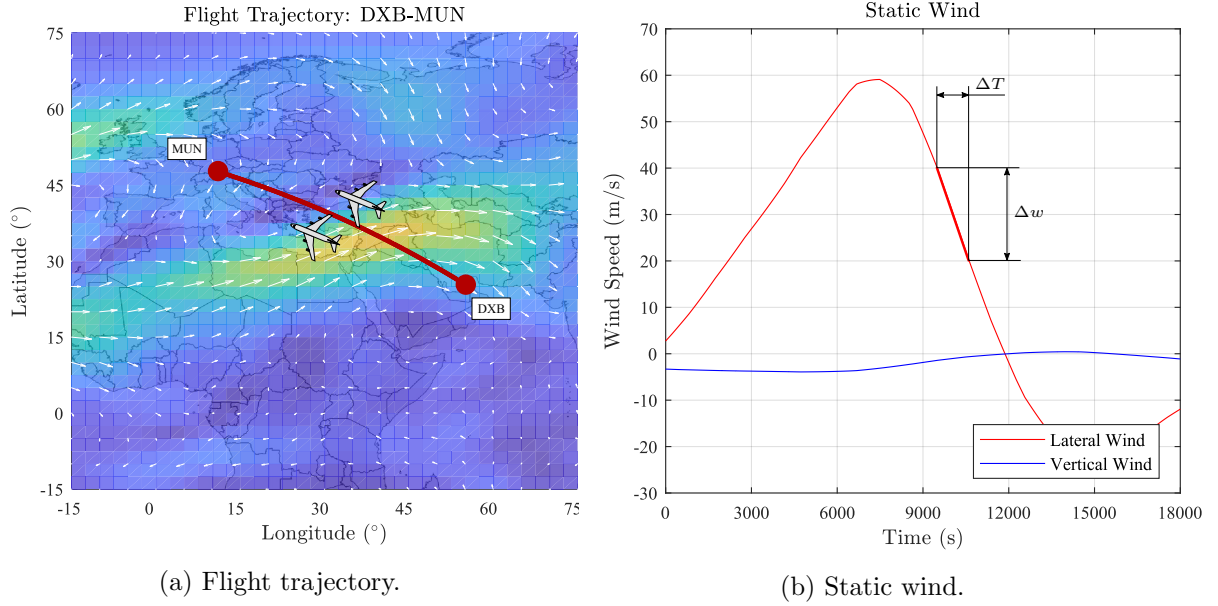 Flight Trajectory: DXB-MUN
75
60
45
30
15
0
-15
Latitude (°)
MUN
DXB
-15 0 15 30 45 60 75
Longitude (°)
(a) Flight trajectory.
Static Wind
70
60
50
40
30
20
10
0
-10
-20
-30
Wind Speed (m/s)
ΔT
Δw
Lateral Wind
Vertical Wind
0 3000 6000 9000 12000 15000 18000
Time (s)
(b) Static wind.